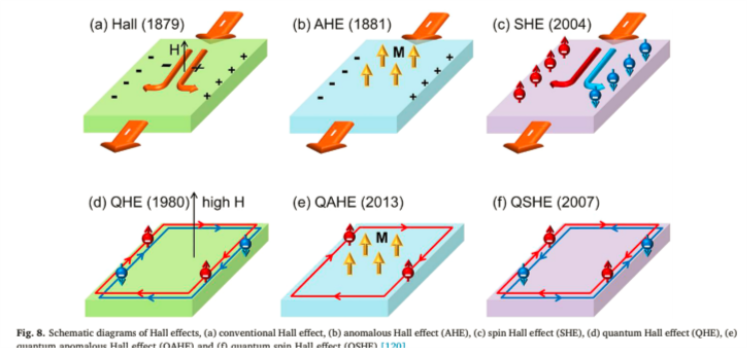 (a) Hall (1879)
(b) AHE (1881)
(c) SHE (2004)
H
M
(d) QHE (1980) high H
(e) QAHE (2013)
(f) QSHE (2007)
M
Fig. 8. Schematic diagrams of Hall effects, (a) conventional Hall effect, (b) anomalous Hall effect (AHE), (c) spin Hall effect (SHE), (d) quantum Hall effect (QHE), (e)
quantum anomalous Hall effect (QAHE) and (f) quantum spin Hall effect (QSHE) [120].